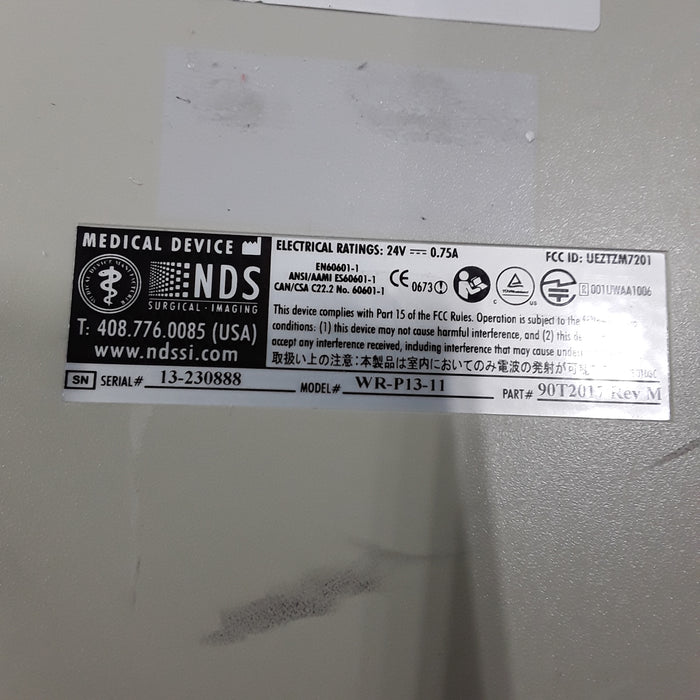 MEDICAL DEVICE
NDS
SURGICAL·IMAGING
T: 408.776.0085 (USA)
www.ndssi.com
ELECTRICAL RATINGS: 24V ⎓ 0.75A
FCC ID: UEZTZM7201
EN60601-1
ANSI/AAMI ES60601-1
CAN/CSA C22.2 No. 60601-1
CE 0673
C US
R 001UWAA1006
This device complies with Part 15 of the FCC Rules. Operation is subject to the
conditions: (1) this device may not cause harmful interference, and (2) this
accept any interference received, including interference that may cause
取扱い上の注意:本製品は室内においてのみ電波の発射が可能
SN SERIAL# 13-230888 MODEL# WR-P13-11 PART# 90T2017 Rev M